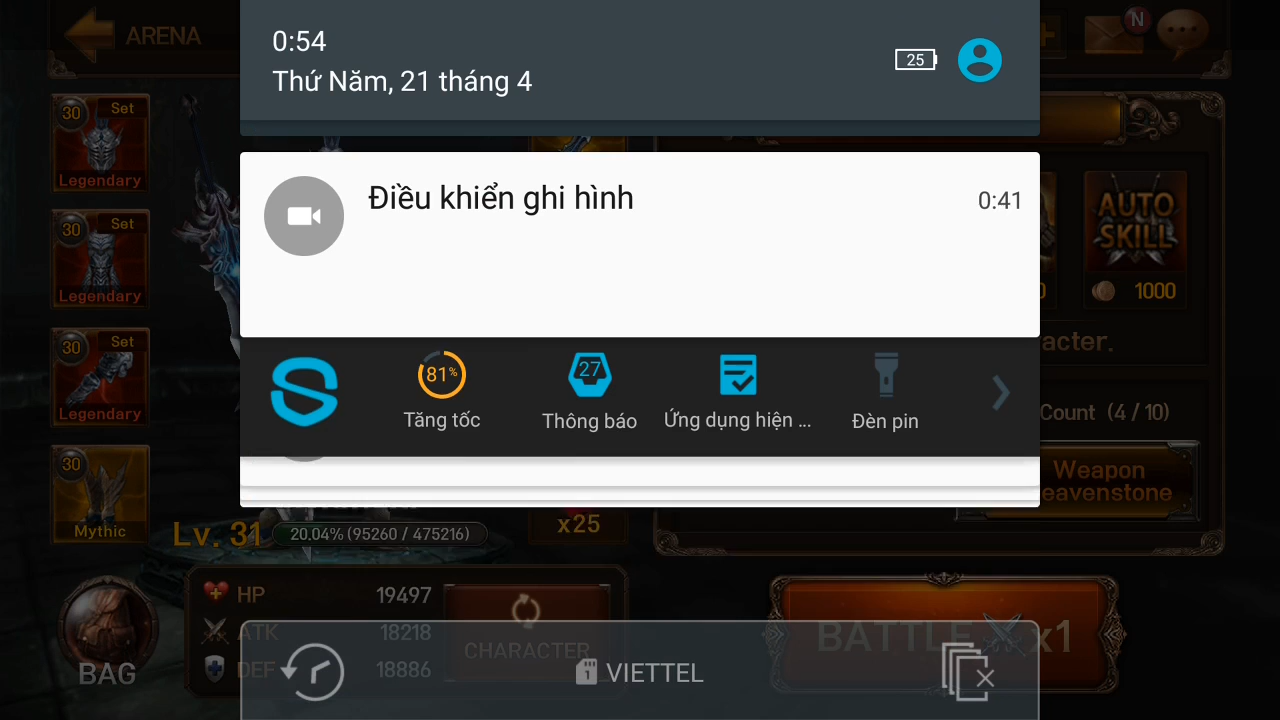 ARENA
N
0:54
25
Thứ Năm, 21 tháng 4
Điều khiển ghi hình
0:41
30
Set
Legendary
30
Set
Legendary
30
Set
Legendary
30
Mythic
AUTO
SKILL
1000
acter.
Count (4 / 10)
Weapon
eavenstone
81%
Tăng tốc
27
Thông báo
Ứng dụng hiện ...
Đèn pin
Lv. 31
20.04% (95260 / 475216)
x25
HP 19497
ATK 18218
DEF 18886
CHARACTER
BATTLE x1
BAG
1
VIETTEL